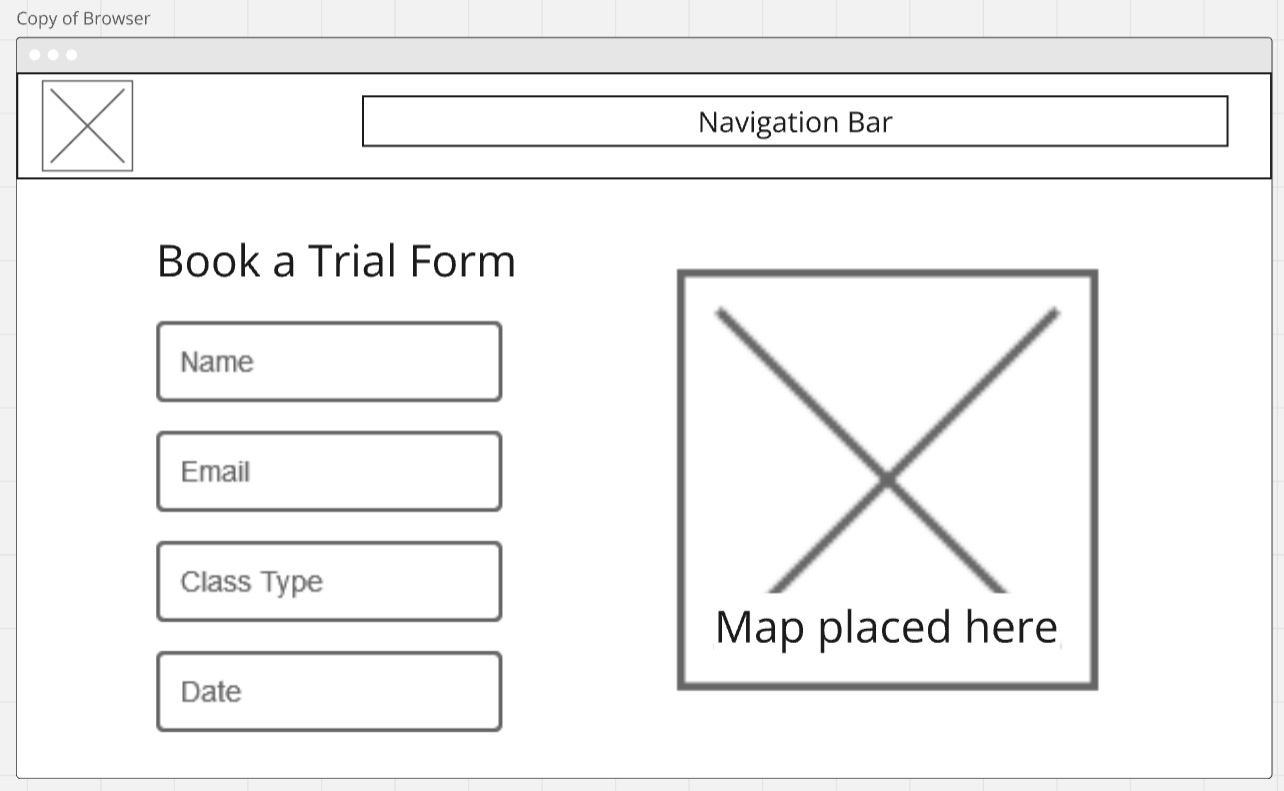 Copy of Browser
Navigation Bar
Book a Trial Form
Name
Email
Class Type
Date
Map placed here